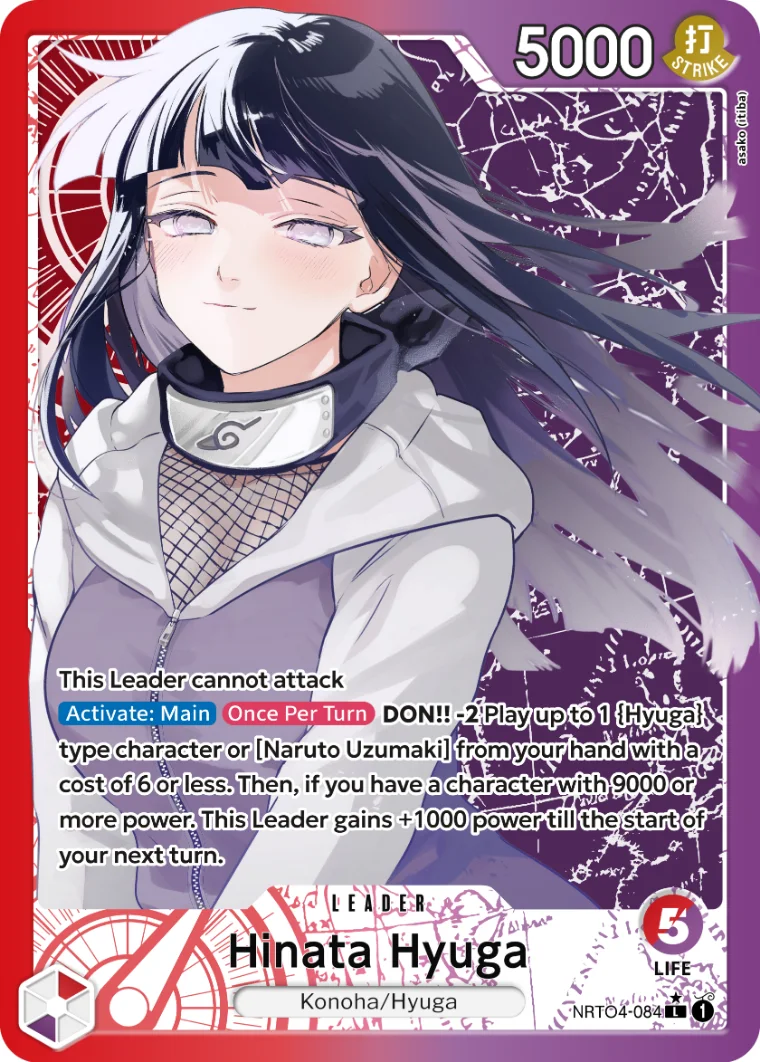 5000
打
STRIKE
asako (itiba)
This Leader cannot attack
Activate: Main Once Per Turn DON!! -2 Play up to 1 {Hyuga}
type character or [Naruto Uzumaki] from your hand with a
cost of 6 or less. Then, if you have a character with 9000 or
more power. This Leader gains +1000 power till the start of
your next turn.
LEADER
Hinata Hyuga
5
LIFE
Konoha/Hyuga
NRTO4-084 L 1